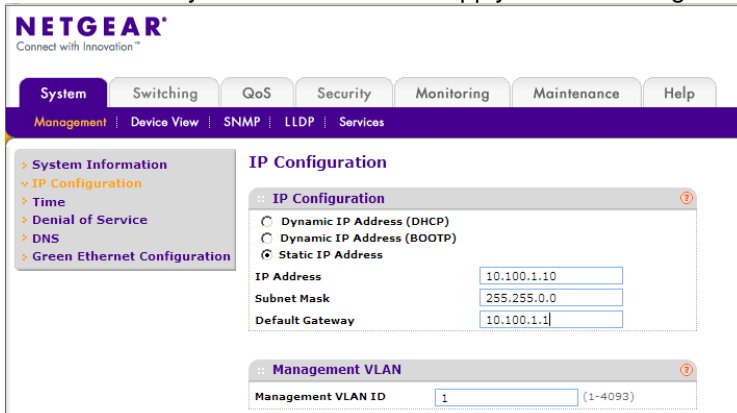 NETGEAR®
Connect with Innovation™
System Switching QoS Security Monitoring Maintenance Help
Management Device View SNMP LLDP Services
System Information
IP Configuration
Time
Denial of Service
DNS
Green Ethernet Configuration
IP Configuration
IP Configuration
Dynamic IP Address (DHCP)
Dynamic IP Address (BOOTP)
Static IP Address
IP Address 10.100.1.10
Subnet Mask 255.255.0.0
Default Gateway 10.100.1.1
Management VLAN
Management VLAN ID 1 (1-4093)